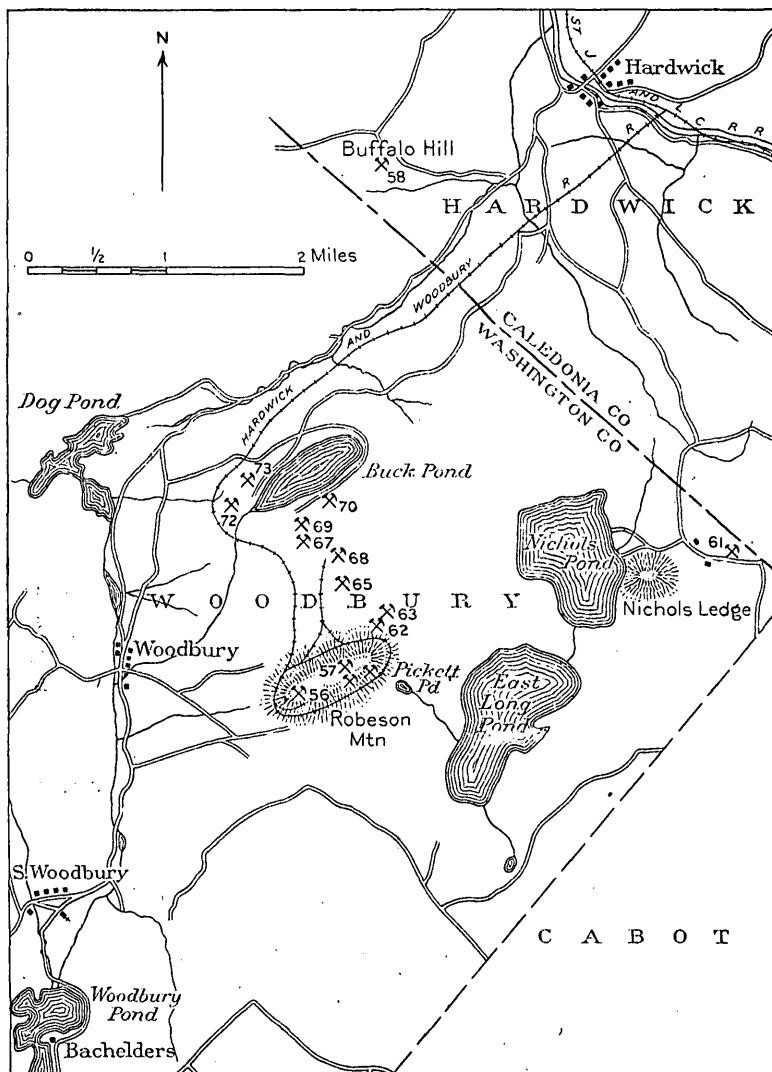 N
ST J AND L C R R
Hardwick
Buffalo Hill
58
H A R D W I C K
0 1/2 1 2 Miles
HARDWICK AND WOODBURY R R
CALEDONIA CO
WASHINGTON CO
Dog Pond
73
Buck Pond
72
70
69
67
68
Nichols
Pond
61
65
W O O D B U R Y
Nichols Ledge
63
62
Woodbury
57
Pickett
Pd
56
East
Long
Pond
Robeson
Mtn
S. Woodbury
C A B O T
Woodbury
Pond
Bachelders